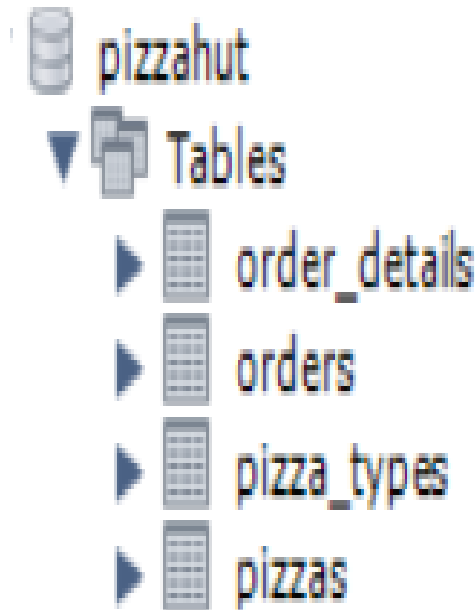 pizzahut
Tables
order_details
orders
pizza_types
pizzas